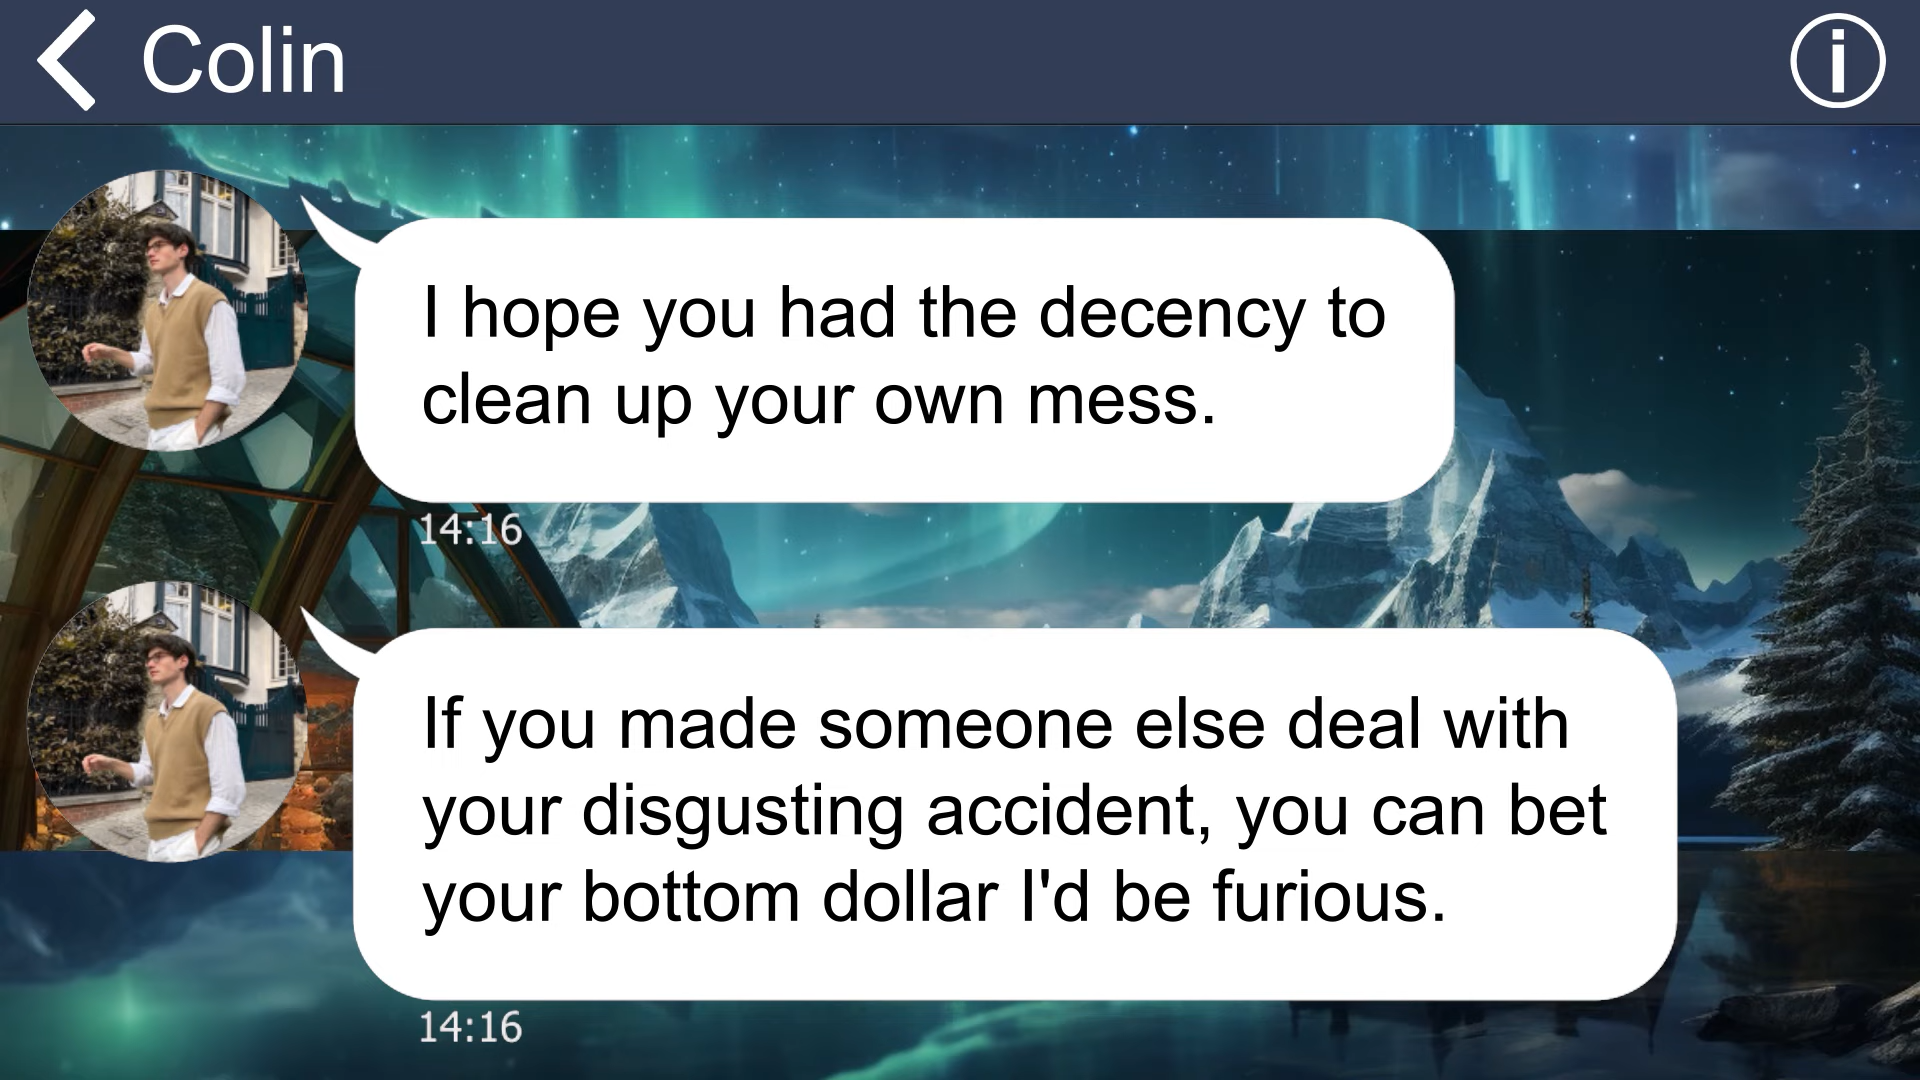 Colin
I hope you had the decency to
clean up your own mess.
14:16
If you made someone else deal with
your disgusting accident, you can bet
your bottom dollar I'd be furious.
14:16